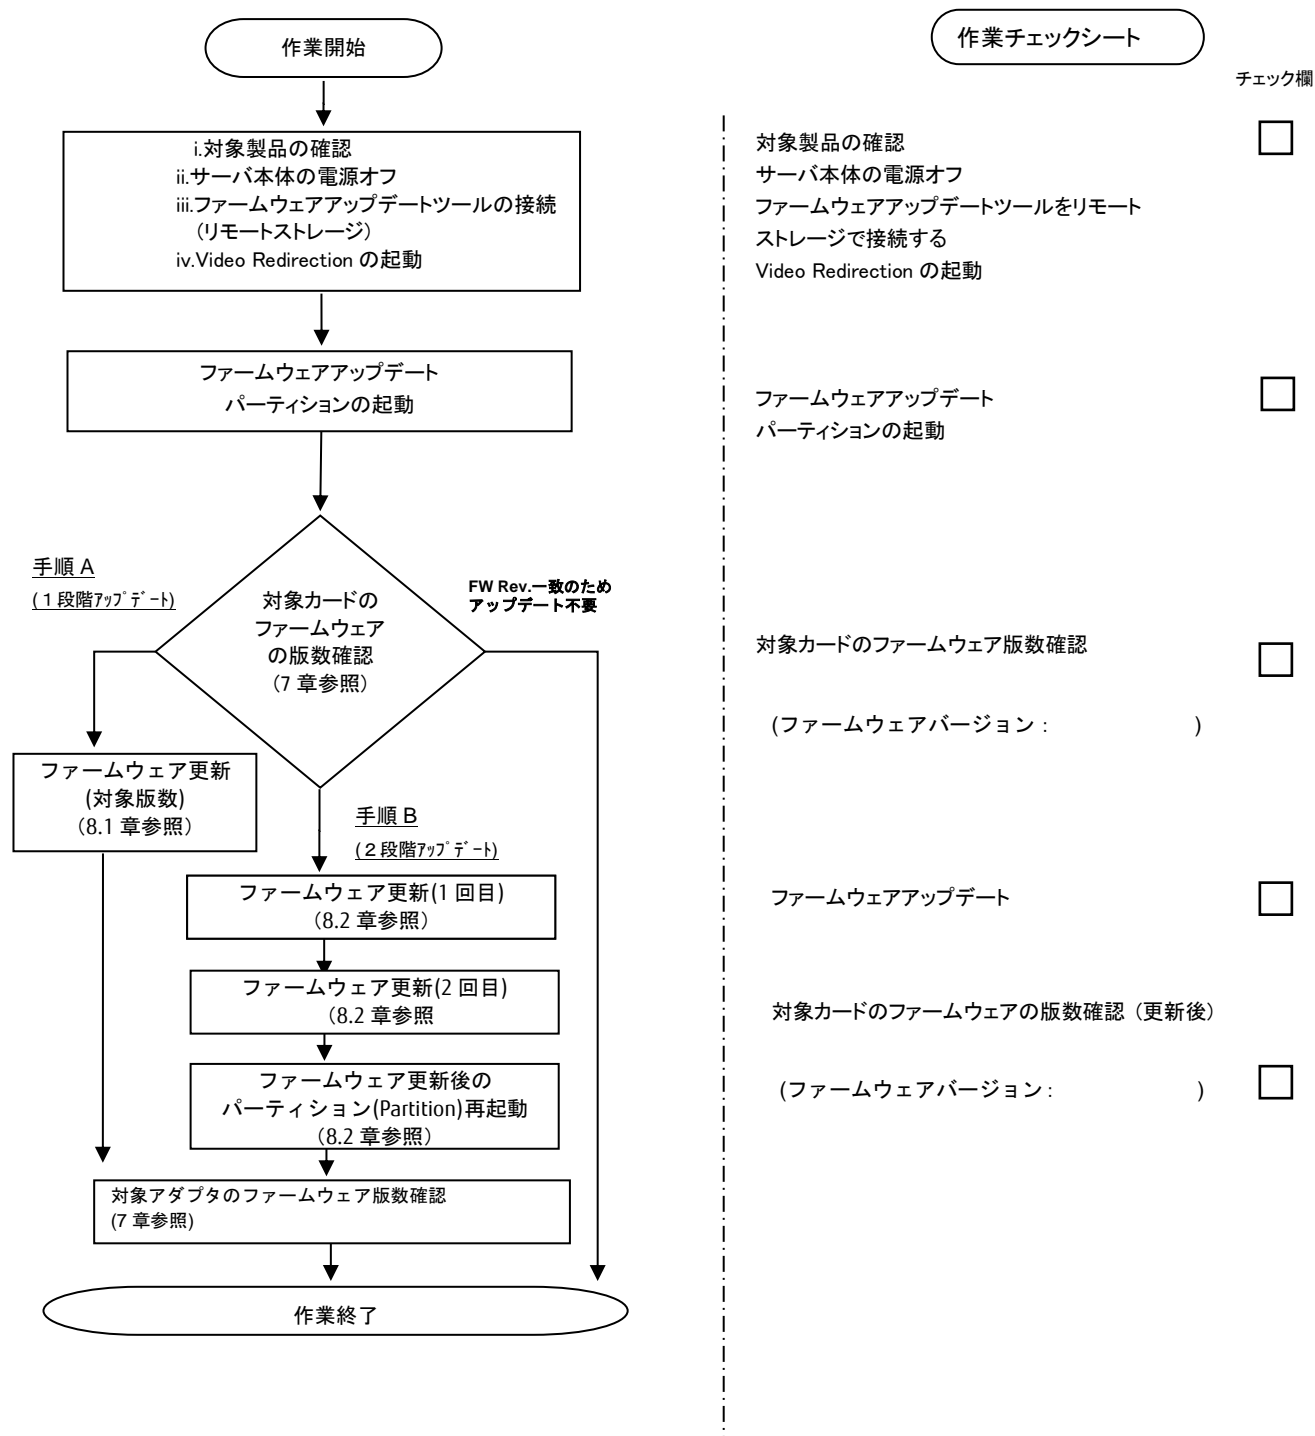 作業開始
i.対象製品の確認
ii.サーバ本体の電源オフ
iii.ファームウェアアップデートツールの接続
(リモートストレージ)
iv.Video Redirection の起動
ファームウェアアップデート
パーティションの起動
手順 A
(１段階ｱｯﾌﾟﾃﾞｰﾄ)
対象カードの
ファームウェア
の版数確認
(7 章参照)
FW Rev.一致のため
アップデート不要
ファームウェア更新
(対象版数)
(8.1 章参照)
手順 B
(２段階ｱｯﾌﾟﾃﾞｰﾄ)
ファームウェア更新(1 回目)
(8.2 章参照)
ファームウェア更新(2 回目)
(8.2 章参照
ファームウェア更新後の
パーティション(Partition)再起動
(8.2 章参照)
対象アダプタのファームウェア版数確認
(7 章参照)
作業終了
作業チェックシート
チェック欄
対象製品の確認
サーバ本体の電源オフ
ファームウェアアップデートツールをリモート
ストレージで接続する
Video Redirection の起動
ファームウェアアップデート
パーティションの起動
対象カードのファームウェア版数確認
(ファームウェアバージョン : )
ファームウェアアップデート
対象カードのファームウェアの版数確認 (更新後)
(ファームウェアバージョン : )